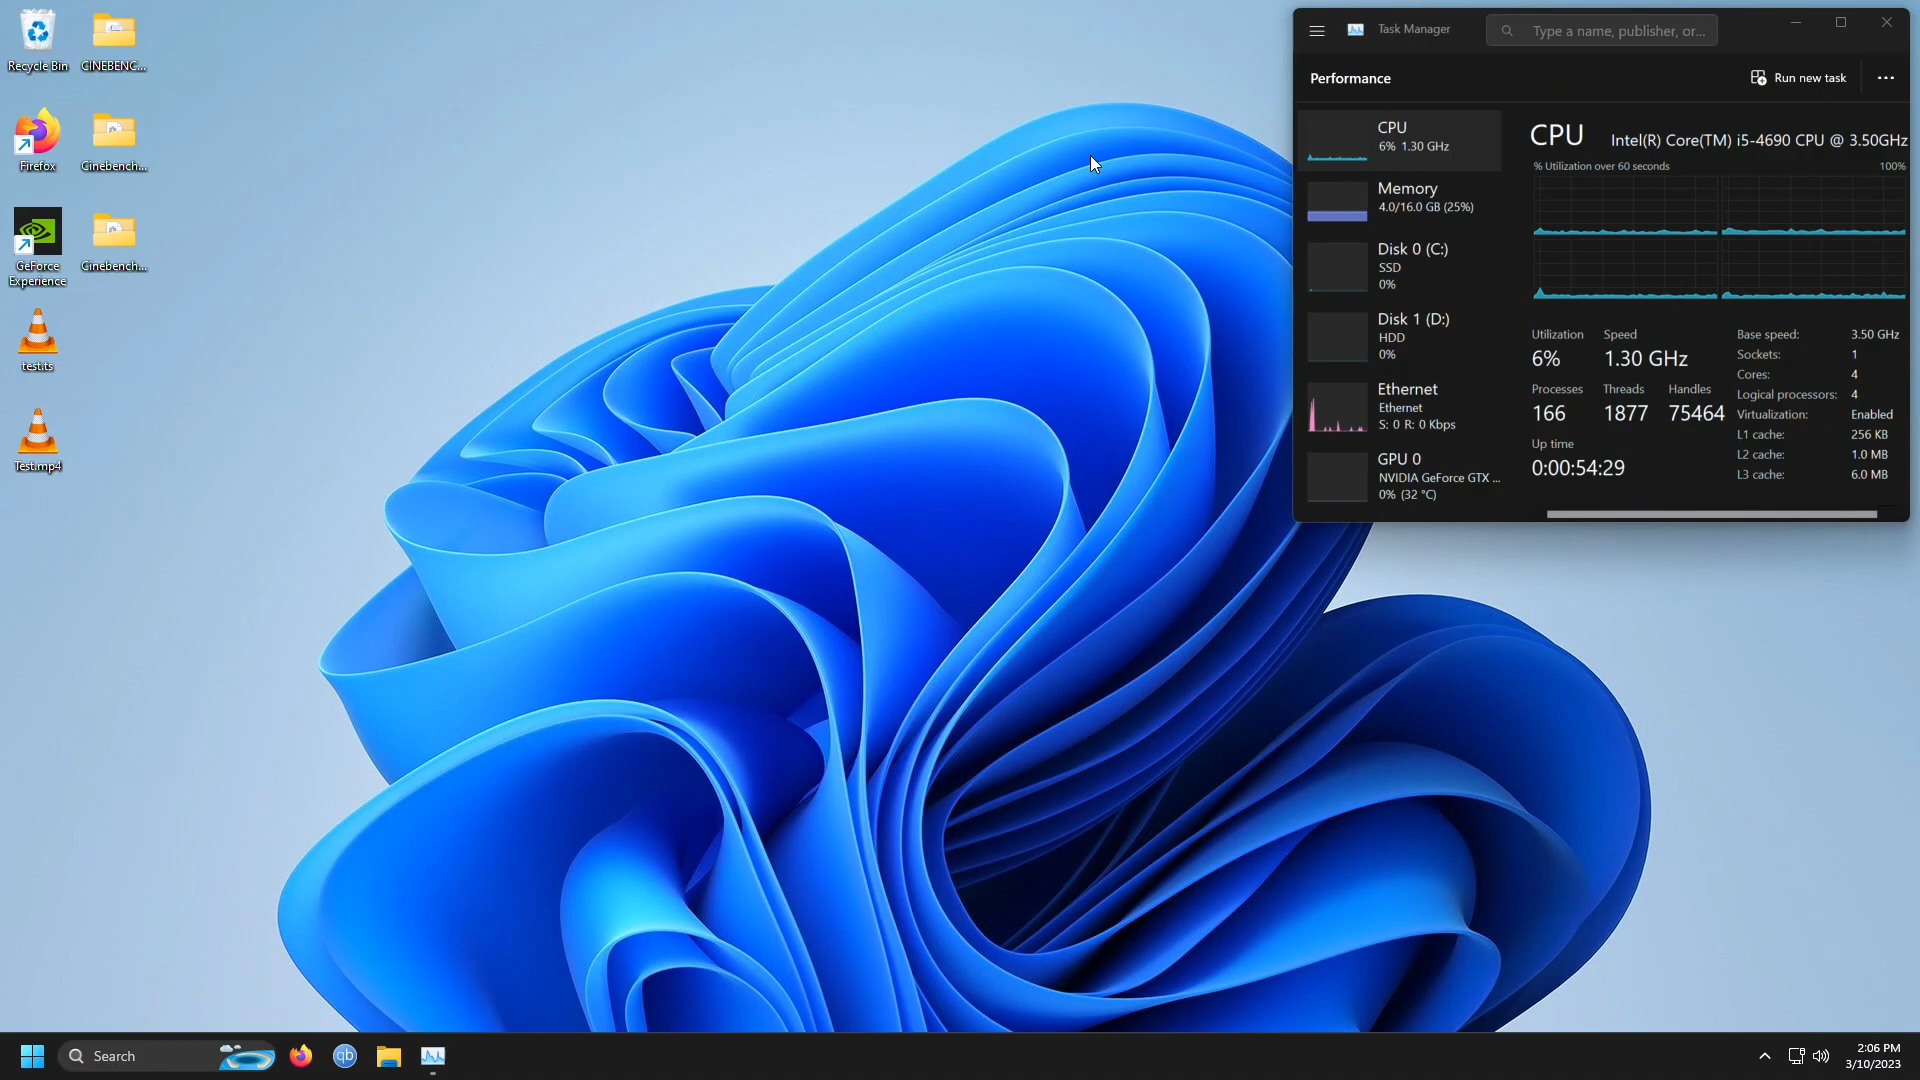 Recycle Bin
CINEBENC...
Firefox
Cinebench...
GeForce
Experience
Cinebench...
test.ts
Test.mp4
Task Manager
Type a name, publisher, or...
Performance
Run new task
CPU
6% 1.30 GHz
Memory
4.0/16.0 GB (25%)
Disk 0 (C:)
SSD
0%
Disk 1 (D:)
HDD
0%
Ethernet
Ethernet
S: 0 R: 0 Kbps
GPU 0
NVIDIA GeForce GTX ...
0% (32 °C)
CPU Intel(R) Core(TM) i5-4690 CPU @ 3.50GHz
% Utilization over 60 seconds 100%
Utilization Speed
6% 1.30 GHz
Processes Threads Handles
166 1877 75464
Up time
0:00:54:29
Base speed: 3.50 GHz
Sockets: 1
Cores: 4
Logical processors: 4
Virtualization: Enabled
L1 cache: 256 KB
L2 cache: 1.0 MB
L3 cache: 6.0 MB
Search
qb
2:06 PM
3/10/2023